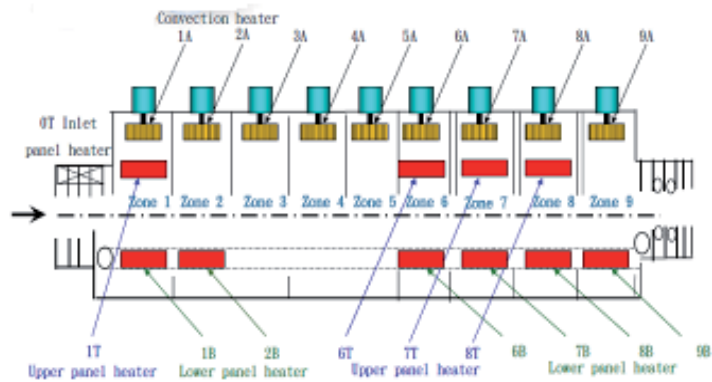 Convection heater
1A 2A 3A 4A 5A 6A 7A 8A 9A
0T Inlet
panel heater
Zone 1 Zone 2 Zone 3 Zone 4 Zone 5 Zone 6 Zone 7 Zone 8 Zone 9
1T 1B 2B 6T 7T 8T 6B 7B 8B 9B
Upper panel heater Lower panel heater Upper panel heater Lower panel heater